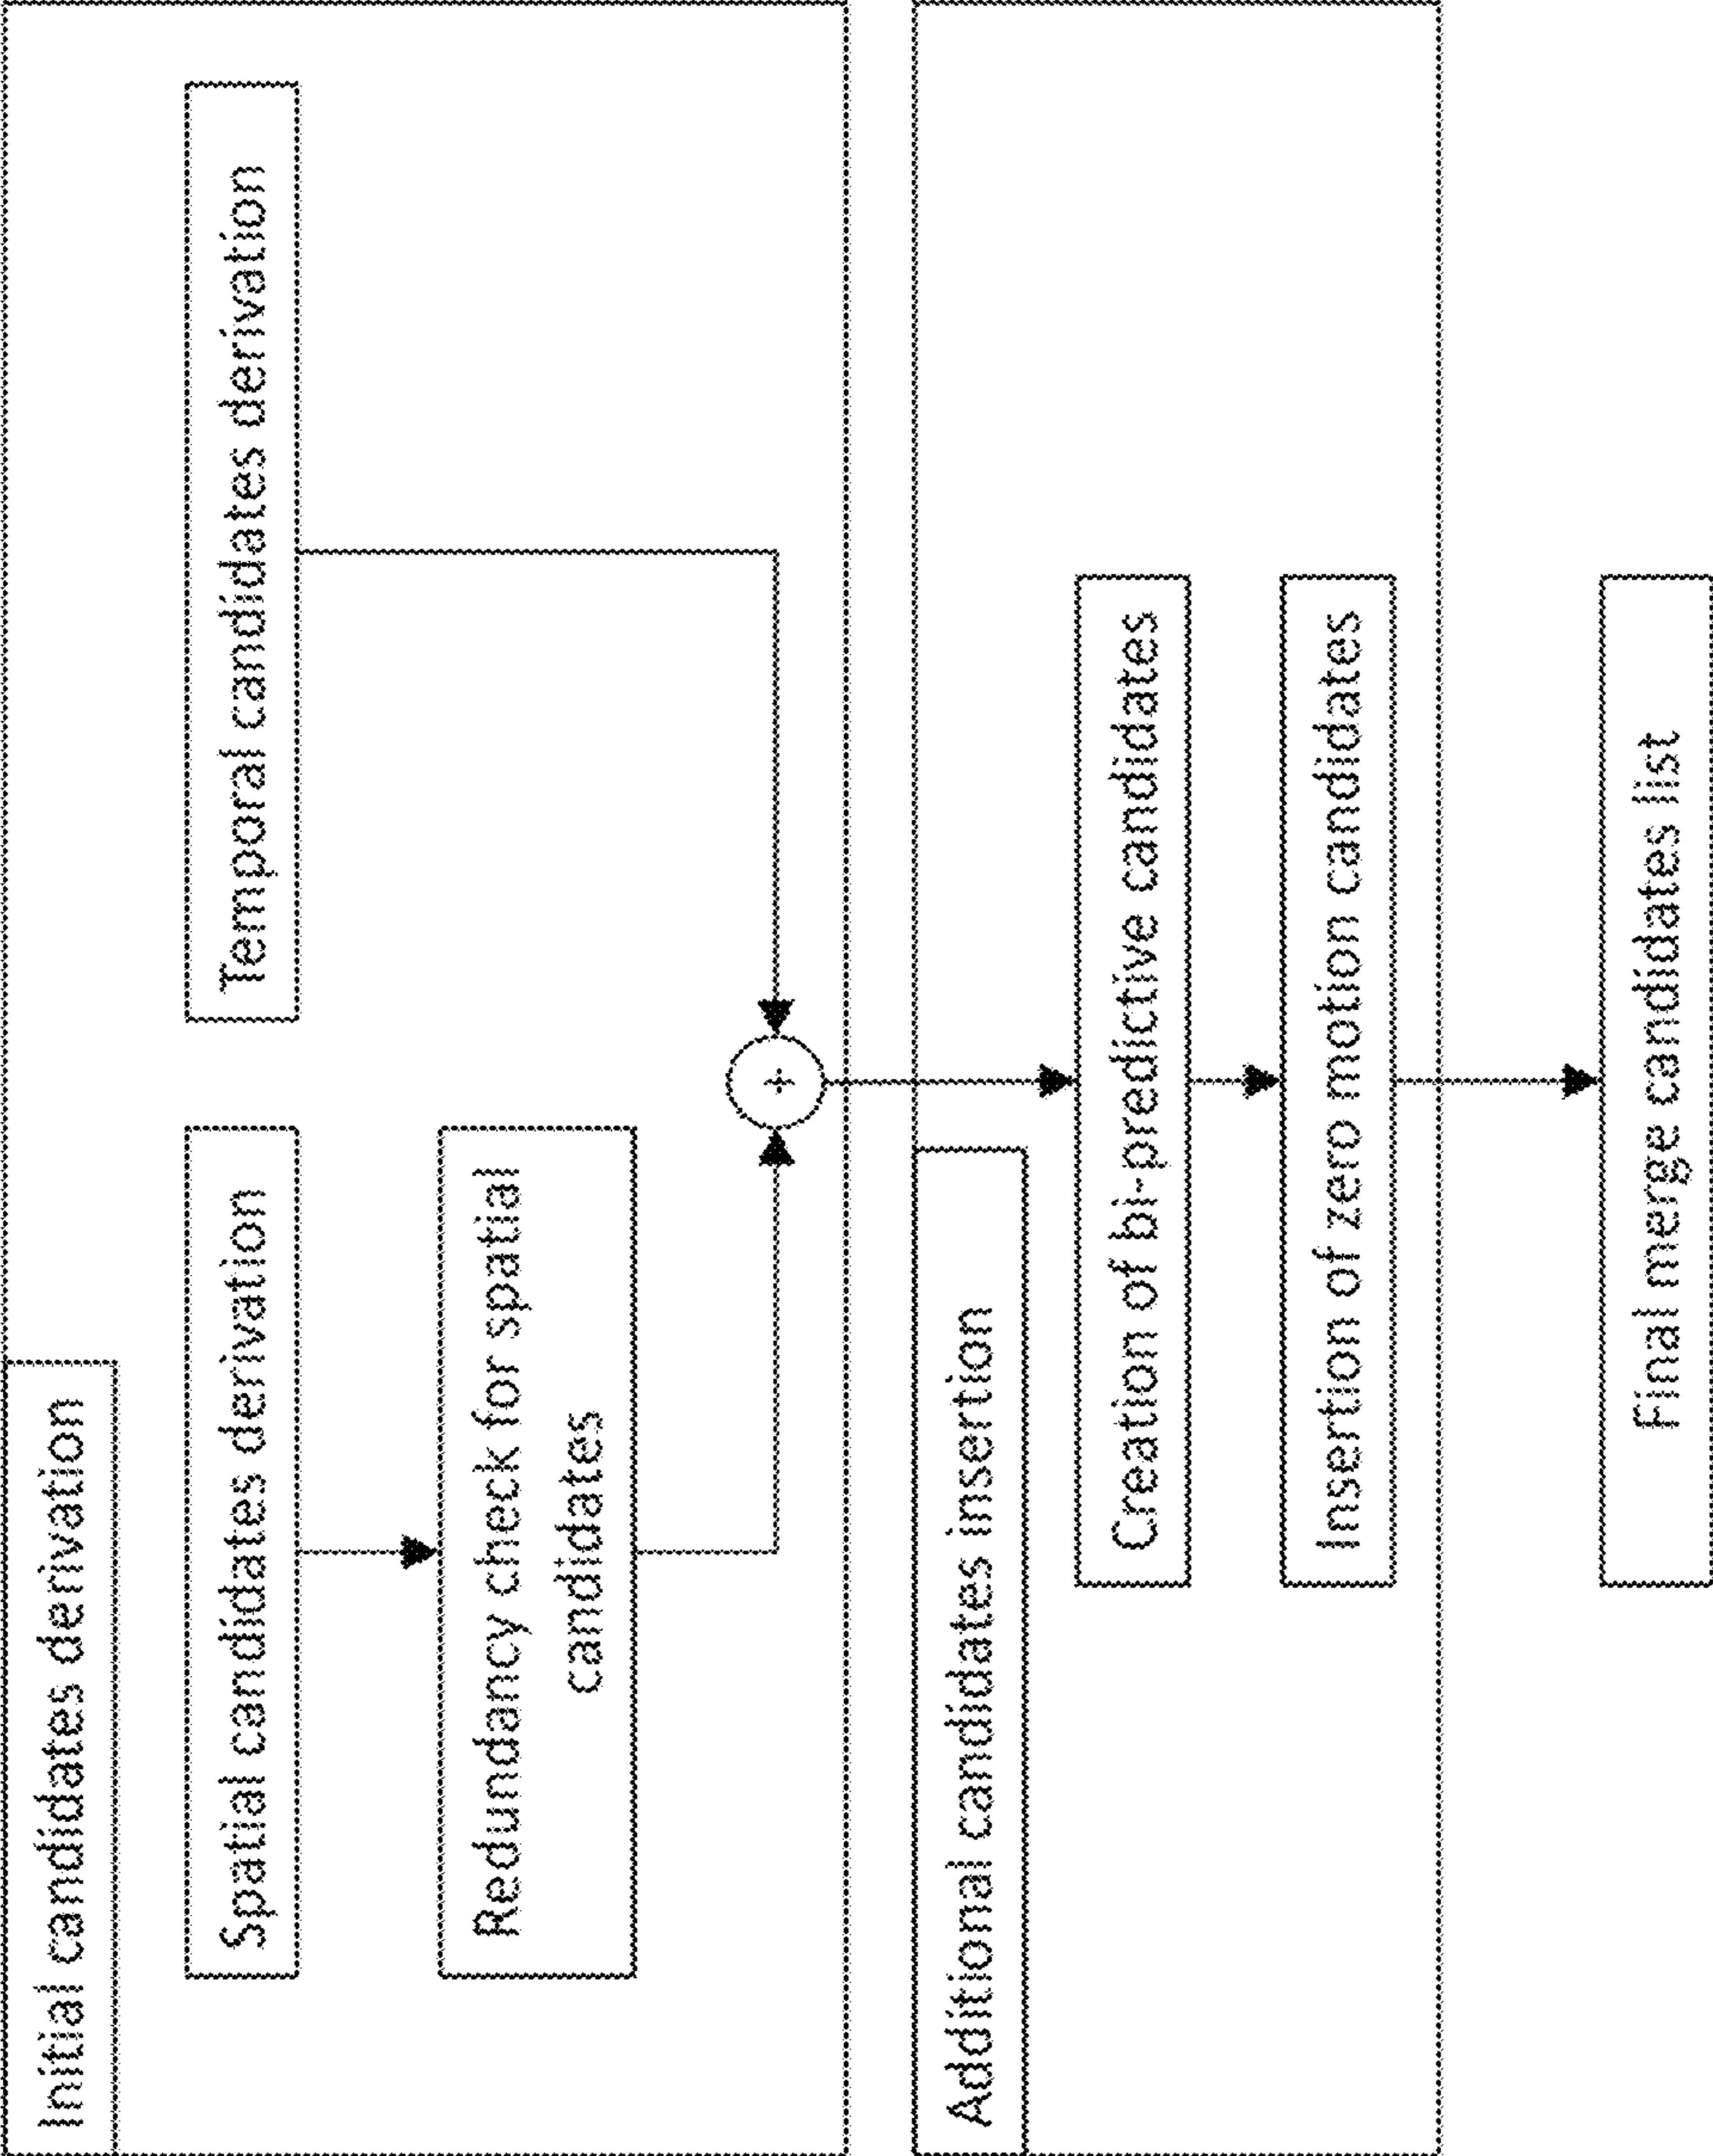 Initial candidates derivation
Spatial candidates derivation
Temporal candidates derivation
Redundancy check for spatial
candidates
+
Additional candidates insertion
Creation of bi-predictive candidates
Insertion of zero motion candidates
Final merge candidates list